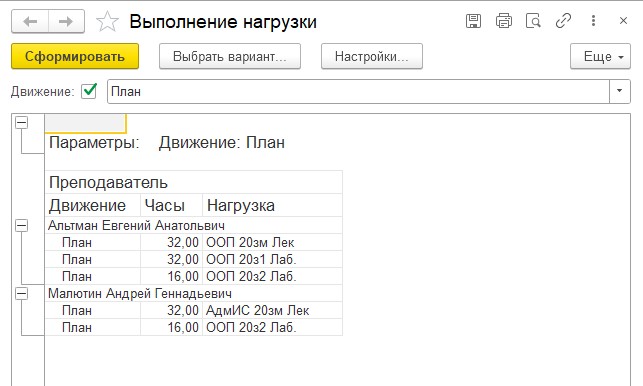 Выполнение нагрузки
Сформировать Выбрать вариант... Настройки... Еще
Движение: План
Параметры: Движение: План
Преподаватель
Движение Часы Нагрузка
Альтман Евгений Анатольвич
План 32,00 ООП 20зм Лек
План 32,00 ООП 20з1 Лаб.
План 16,00 ООП 20з2 Лаб.
Малютин Андрей Геннадьевич
План 32,00 АдмИС 20зм Лек
План 16,00 ООП 20з2 Лаб.